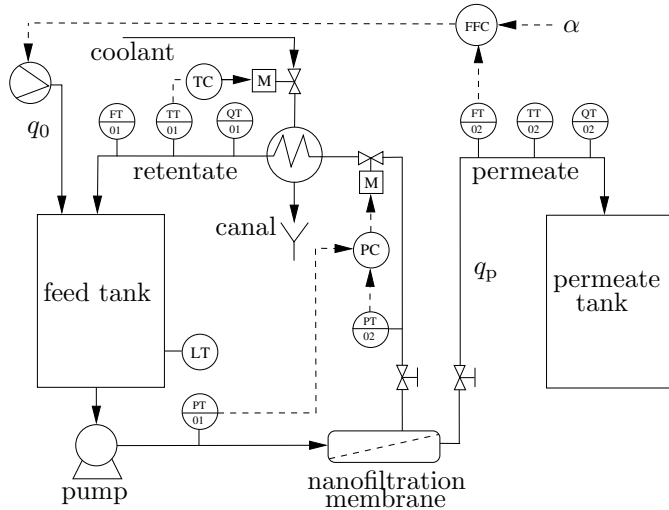 FFC
α
coolant
TC
M
q0
FT
01
TT
01
QT
01
FT
02
TT
02
QT
02
retentate
M
permeate
canal
PC
feed tank
qp
permeate
tank
PT
02
LT
PT
01
pump
nanofiltration
membrane